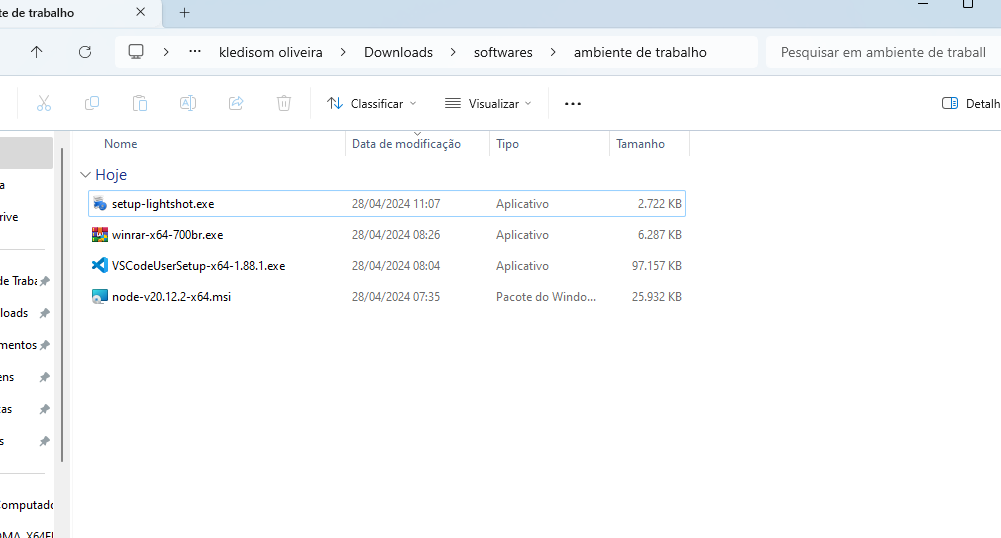 te de trabalho
kledisom oliveira > Downloads > softwares > ambiente de trabalho
Pesquisar em ambiente de traball
Classificar
Visualizar
Detalh
Nome Data de modificação Tipo Tamanho
Hoje
setup-lightshot.exe 28/04/2024 11:07 Aplicativo 2.722 KB
winrar-x64-700br.exe 28/04/2024 08:26 Aplicativo 6.287 KB
VSCodeUserSetup-x64-1.88.1.exe 28/04/2024 08:04 Aplicativo 97.157 KB
node-v20.12.2-x64.msi 28/04/2024 07:35 Pacote do Windo... 25.932 KB
a
rive
de Traba
loads
mentos
ens
as
s
Computado